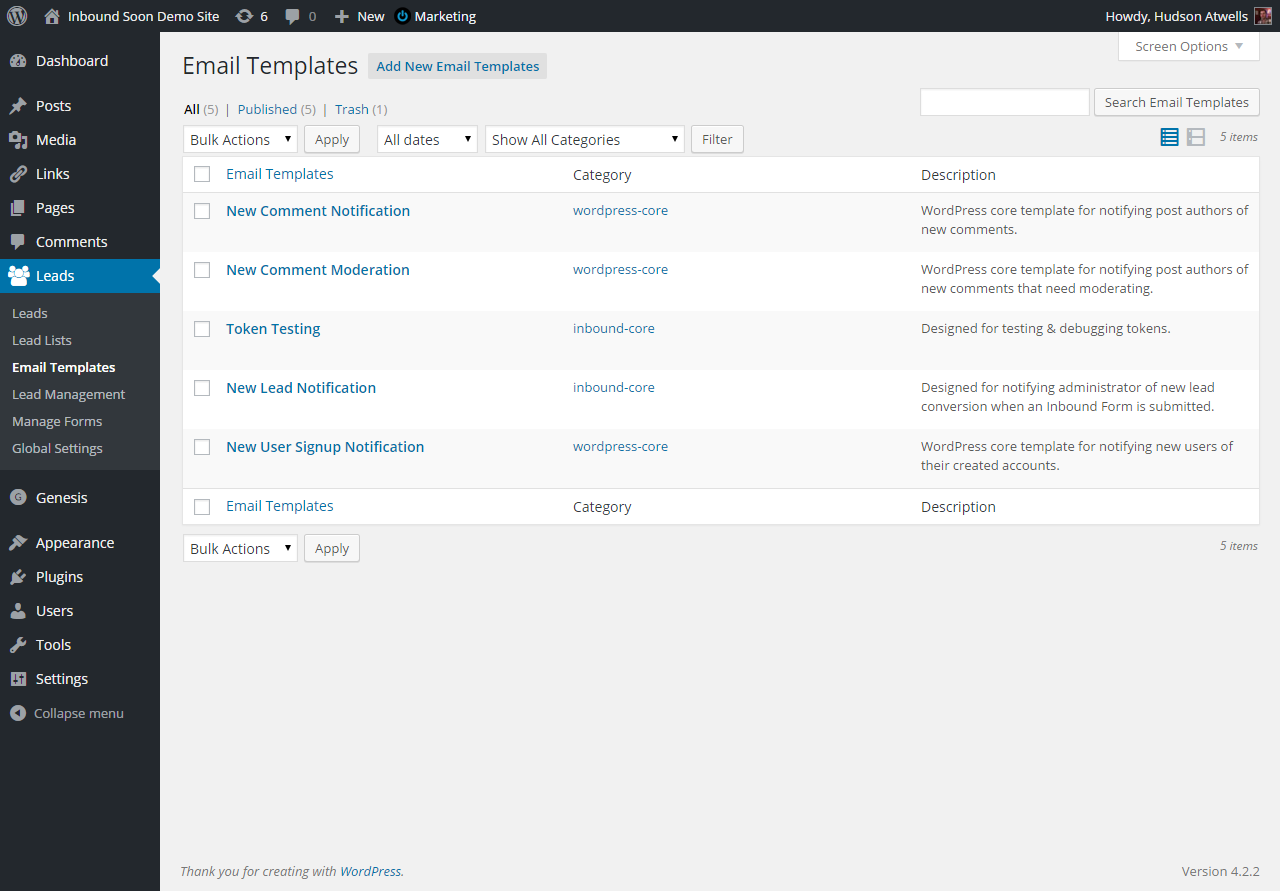 Inbound Soon Demo Site 6 0 New Marketing Howdy, Hudson Atwells
Screen Options
Dashboard
Posts
Media
Links
Pages
Comments
Leads
Leads
Lead Lists
Email Templates
Lead Management
Manage Forms
Global Settings
G Genesis
Appearance
Plugins
Users
Tools
Settings
Collapse menu
Email Templates Add New Email Templates
All (5) | Published (5) | Trash (1)
Search Email Templates
Bulk Actions Apply All dates Show All Categories Filter 5 items
Email Templates Category Description
New Comment Notification wordpress-core WordPress core template for notifying post authors of
new comments.
New Comment Moderation wordpress-core WordPress core template for notifying post authors of
new comments that need moderating.
Token Testing inbound-core Designed for testing & debugging tokens.
New Lead Notification inbound-core Designed for notifying administrator of new lead
conversion when an Inbound Form is submitted.
New User Signup Notification wordpress-core WordPress core template for notifying new users of
their created accounts.
Email Templates Category Description
Bulk Actions Apply 5 items
Thank you for creating with WordPress. Version 4.2.2